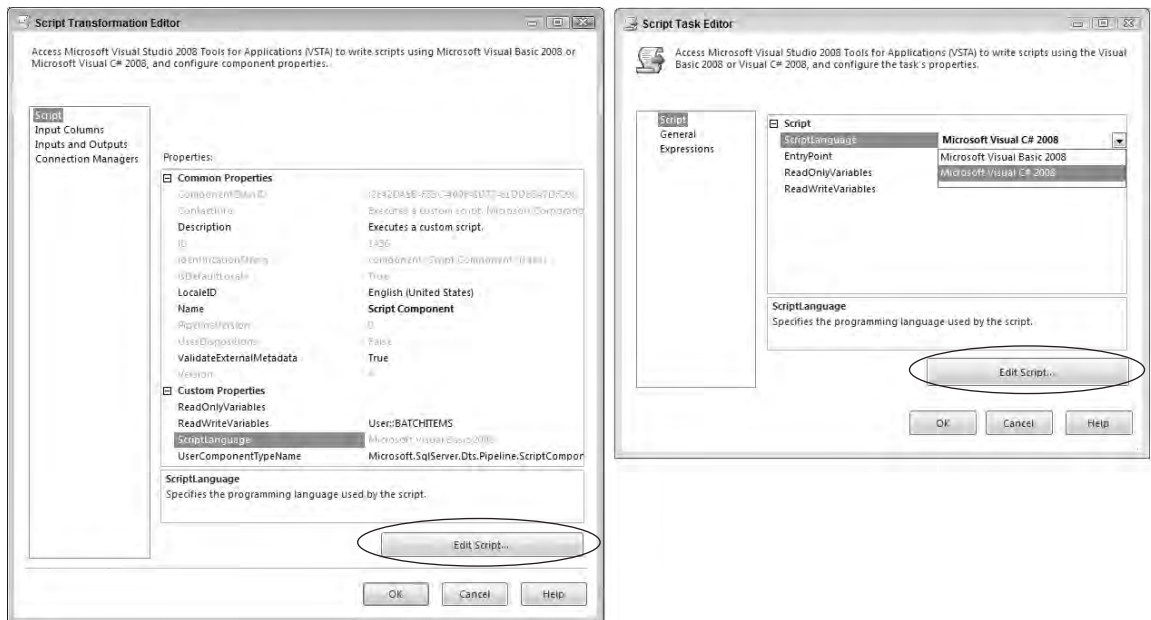 Script Transformation Editor
Access Microsoft Visual Studio 2008 Tools for Applications (VSTA) to write scripts using Microsoft Visual Basic 2008 or
Microsoft Visual C# 2008, and configure component properties.
Script
Input Columns
Inputs and Outputs
Connection Managers
Properties:
Common Properties
ContactInfo Executes a custom script. Microsoft Corporation
Description Executes a custom script.
ID 1436
IsDefaultLocale True
LocaleID English (United States)
Name Script Component
PipelineVersion 0
UsesDispositions False
ValidateExternalMetadata True
Version
Custom Properties
ReadOnlyVariables
ReadWriteVariables User::BATCHITEMS
ScriptLanguage Microsoft Visual Basic 2008
UserComponentTypeName Microsoft.SqlServer.Dts.Pipeline.ScriptCompor
ScriptLanguage
Specifies the programming language used by the script.
Edit Script...
OK Cancel Help
Script Task Editor
Access Microsoft Visual Studio 2008 Tools for Applications (VSTA) to write scripts using the Visual
Basic 2008 or Visual C# 2008, and configure the task's properties.
Script
General
Expressions
Script
ScriptLanguage Microsoft Visual C# 2008
EntryPoint Microsoft Visual Basic 2008
ReadOnlyVariables Microsoft Visual C# 2008
ReadWriteVariables
ScriptLanguage
Specifies the programming language used by the script.
Edit Script...
OK Cancel Help